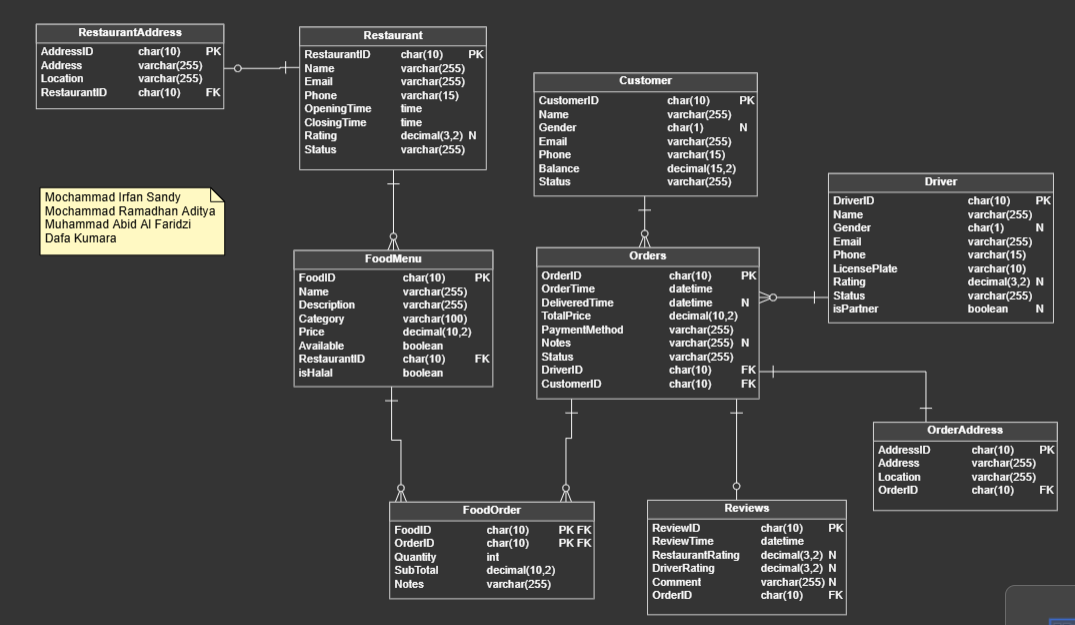 RestaurantAddress
AddressID char(10) PK
Address varchar(255)
Location varchar(255)
RestaurantID char(10) FK
Restaurant
RestaurantID char(10) PK
Name varchar(255)
Email varchar(255)
Phone varchar(15)
OpeningTime time
ClosingTime time
Rating decimal(3,2) N
Status varchar(255)
Customer
CustomerID char(10) PK
Name varchar(255)
Gender char(1) N
Email varchar(255)
Phone varchar(15)
Balance decimal(15,2)
Status varchar(255)
Driver
DriverID char(10) PK
Name varchar(255)
Gender char(1) N
Email varchar(255)
Phone varchar(15)
LicensePlate varchar(10)
Rating decimal(3,2) N
Status varchar(255)
isPartner boolean N
Mochammad Irfan Sandy
Mochammad Ramadhan Aditya
Muhammad Abid Al Faridzi
Dafa Kumara
FoodMenu
FoodID char(10) PK
Name varchar(255)
Description varchar(255)
Category varchar(100)
Price decimal(10,2)
Available boolean
RestaurantID char(10) FK
isHalal boolean
Orders
OrderID char(10) PK
OrderTime datetime
DeliveredTime datetime N
TotalPrice decimal(10,2)
PaymentMethod varchar(255)
Notes varchar(255) N
Status varchar(255)
DriverID char(10) FK
CustomerID char(10) FK
OrderAddress
AddressID char(10) PK
Address varchar(255)
Location varchar(255)
OrderID char(10) FK
FoodOrder
FoodID char(10) PK FK
OrderID char(10) PK FK
Quantity int
SubTotal decimal(10,2)
Notes varchar(255)
Reviews
ReviewID char(10) PK
ReviewTime datetime
RestaurantRating decimal(3,2) N
DriverRating decimal(3,2) N
Comment varchar(255) N
OrderID char(10) FK